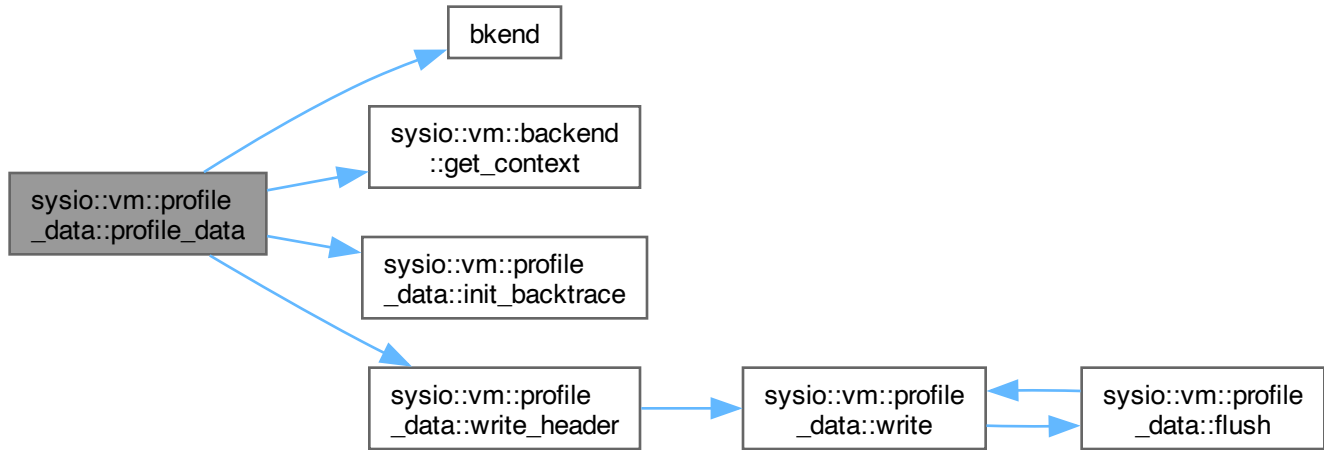 bkend
sysio::vm::backend
::get_context
sysio::vm::profile
_data::profile_data
sysio::vm::profile
_data::init_backtrace
sysio::vm::profile
_data::write_header
sysio::vm::profile
_data::write
sysio::vm::profile
_data::flush